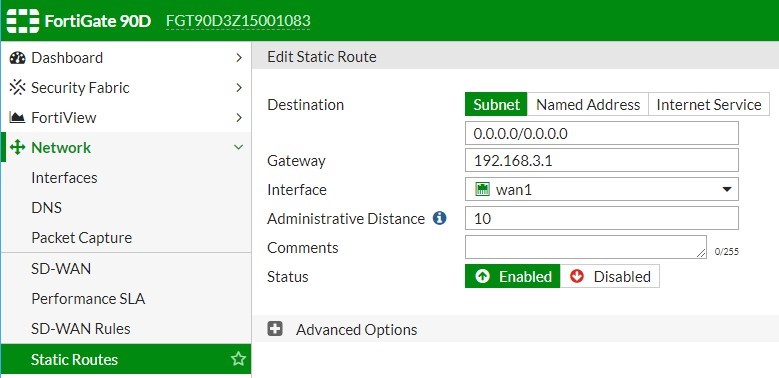 FortiGate 90D FGT90D3Z15001083
Dashboard
Security Fabric
FortiView
Network
Interfaces
DNS
Packet Capture
SD-WAN
Performance SLA
SD-WAN Rules
Static Routes
Edit Static Route
Destination Subnet Named Address Internet Service
0.0.0.0/0.0.0.0
Gateway 192.168.3.1
Interface wan1
Administrative Distance 10
Comments 0/255
Status Enabled Disabled
Advanced Options